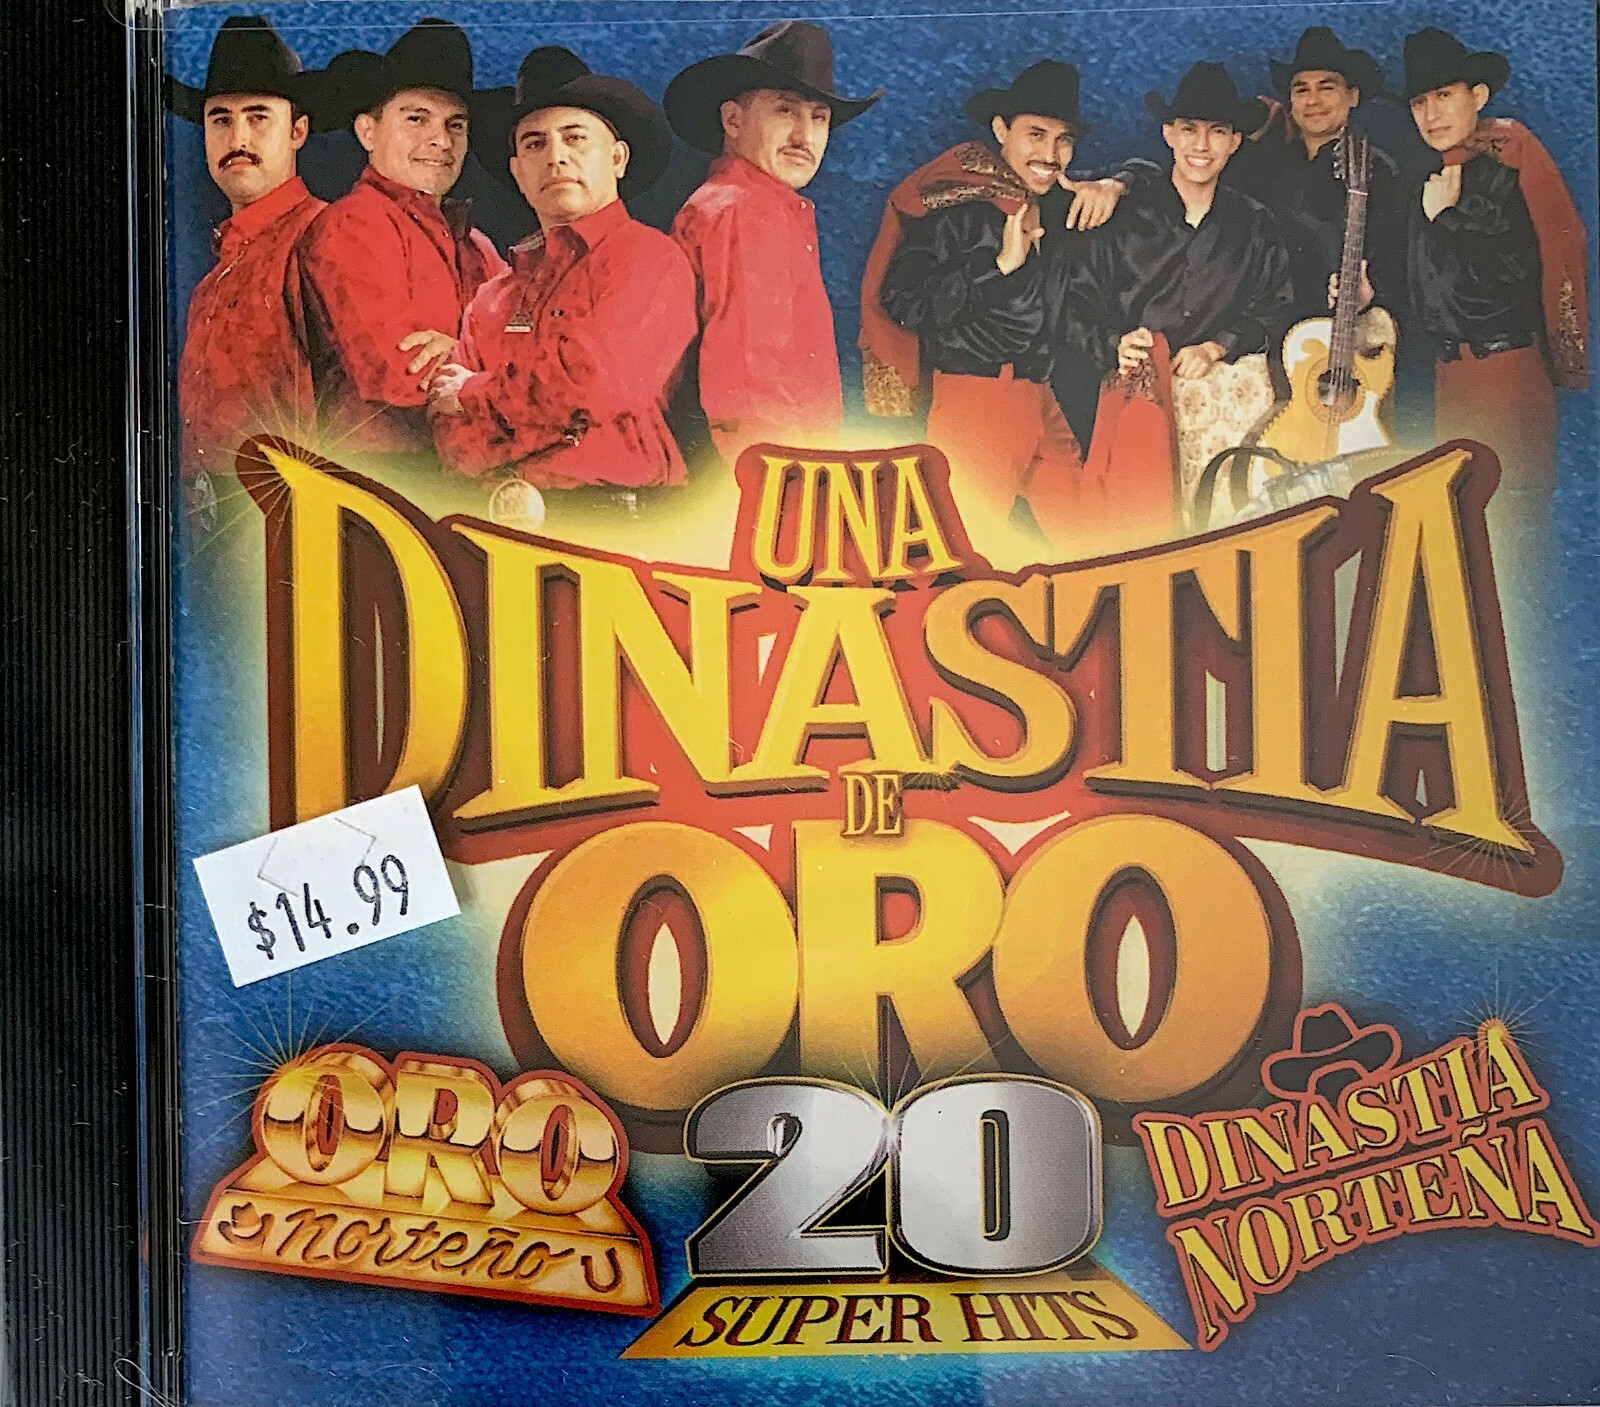 UNA
DINASTIA
DE
ORO
$14.99
ORO
Norteño
20
SUPER HITS
DINASTIA
NORTEÑA